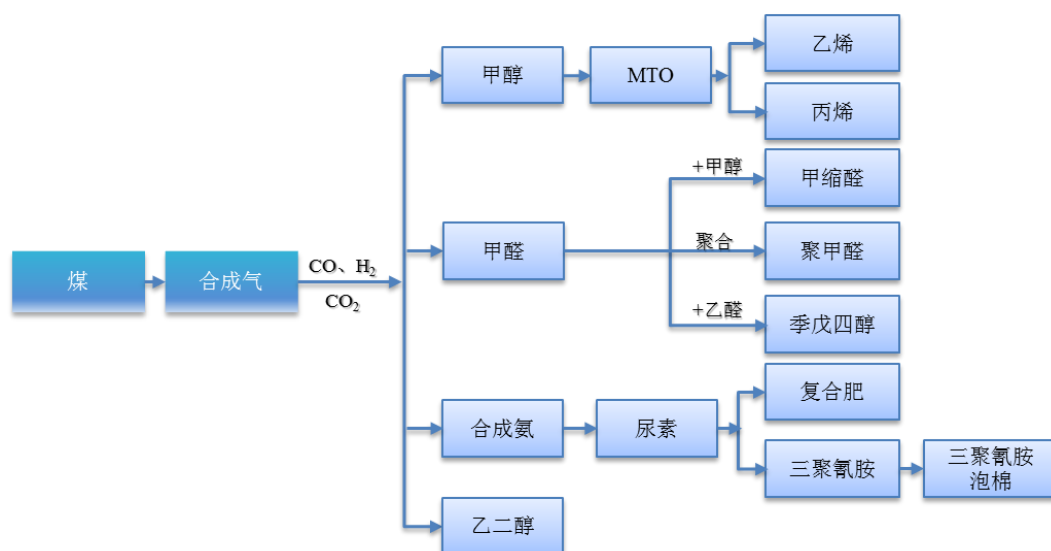 甲醇
MTO
乙烯
丙烯
+甲醇
甲缩醛
煤
合成气
CO、H₂
CO₂
甲醛
聚合
聚甲醛
+乙醛
季戊四醇
合成氨
尿素
复合肥
三聚氰胺
三聚氰胺
泡棉
乙二醇